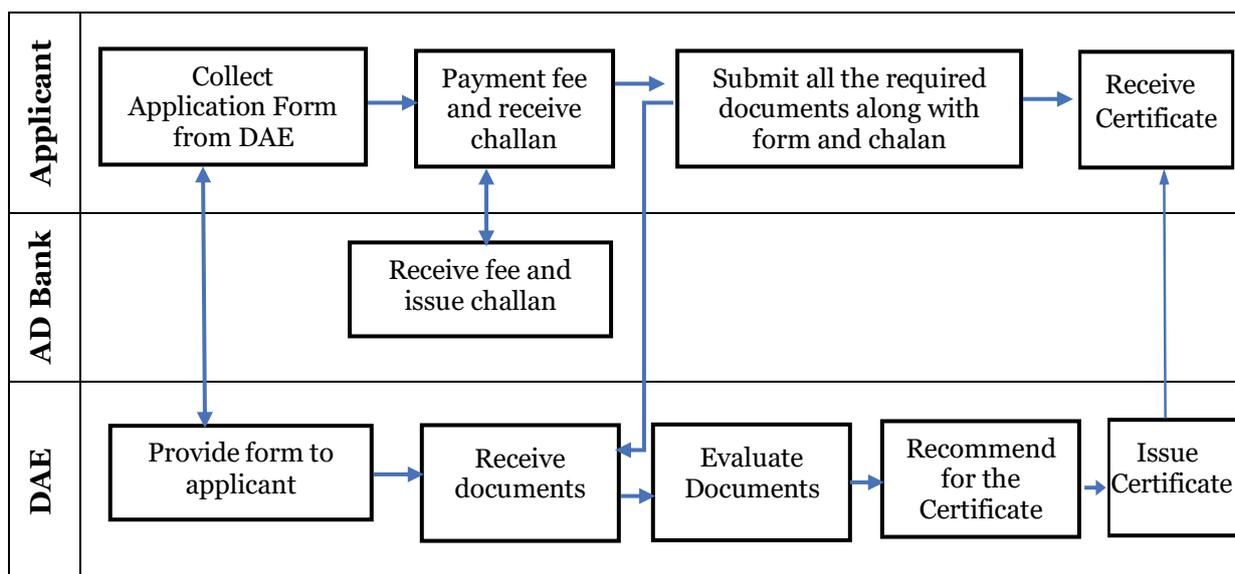 Applicant
Collect
Application Form
from DAE
Payment fee
and receive
challan
Submit all the required
documents along with
form and chalan
Receive
Certificate
AD Bank
Receive fee and
issue challan
DAE
Provide form to
applicant
Receive
documents
Evaluate
Documents
Recommend
for the
Certificate
Issue
Certificate